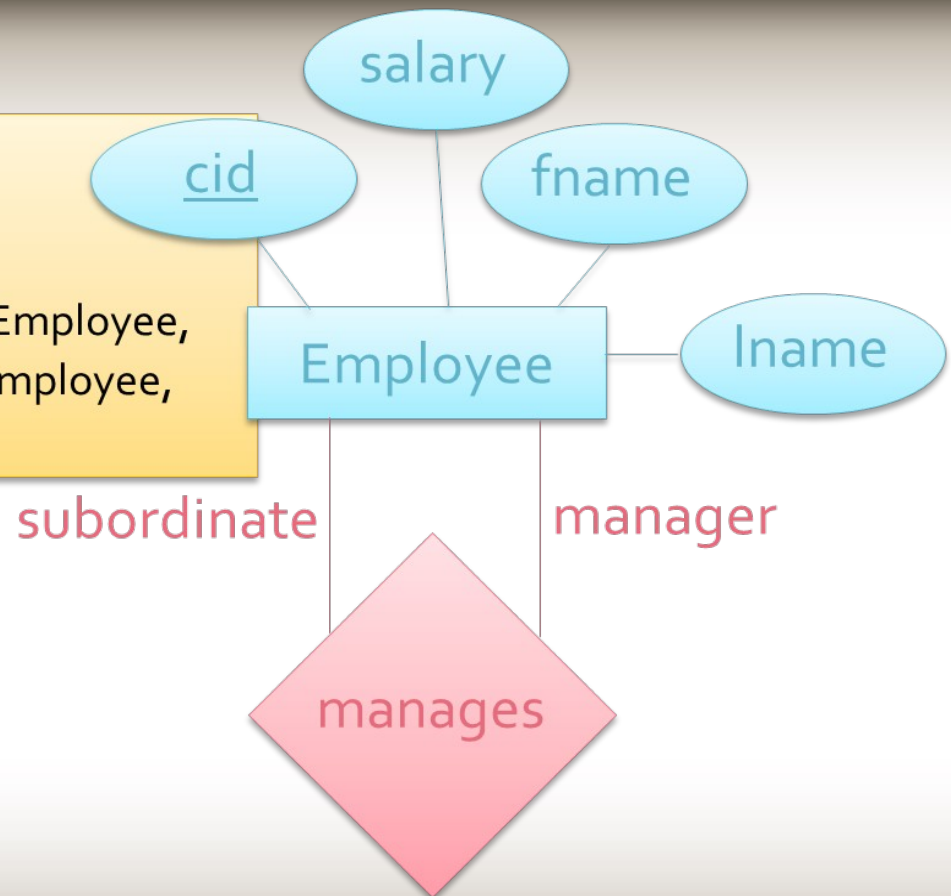 salary
cid
fname
Employee,
mployee,
Employee
lname
subordinate
manager
manages